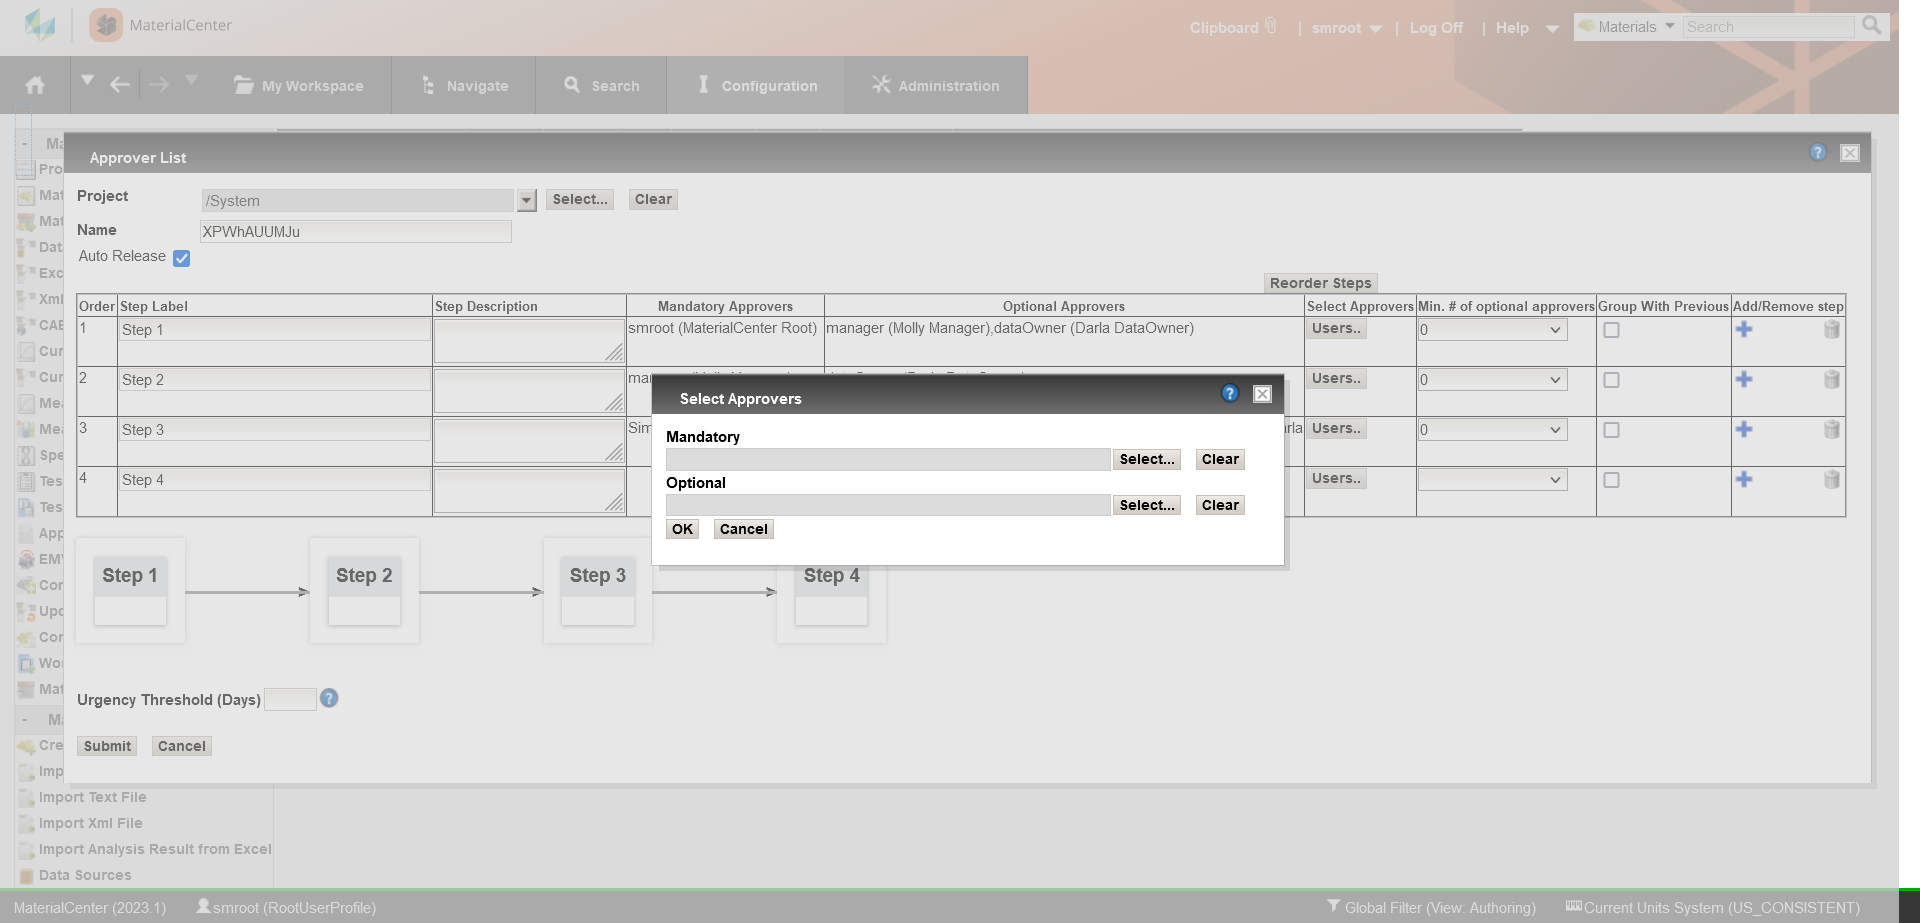 MaterialCenter
Clipboard | smroot | Log Off | Help Materials Search
My Workspace Navigate Search Configuration Administration
- Ma
Approver List ?
Pro
Project /System Select... Clear
Mat
Mat
Name XPWhAUUMJu
Dat
Auto Release
Exc
Reorder Steps
Xml
Order Step Label Step Description Mandatory Approvers Optional Approvers Select Approvers Min. # of optional approvers Group With Previous Add/Remove step
CAE
1 Step 1 smroot (MaterialCenter Root) manager (Molly Manager),dataOwner (Darla DataOwner) Users.. 0
Cur
Cur
2 Step 2 Users.. 0
Select Approvers ?
Mea
Mea
3 Step 3 Sim arla Users.. 0
Mandatory
Select... Clear
Spe
Tes
4 Step 4 Users..
Optional
Select... Clear
Tes
OK Cancel
App
EMV
Step 1 Step 2 Step 3 Step 4
Cor
Upd
Cor
Wor
Mat
Urgency Threshold (Days) ?
- Ma
Cre
Submit Cancel
Imp
Import Text File
Import Xml File
Import Analysis Result from Excel
Data Sources
MaterialCenter (2023.1) smroot (RootUserProfile) Global Filter (View: Authoring) Current Units System (US_CONSISTENT)